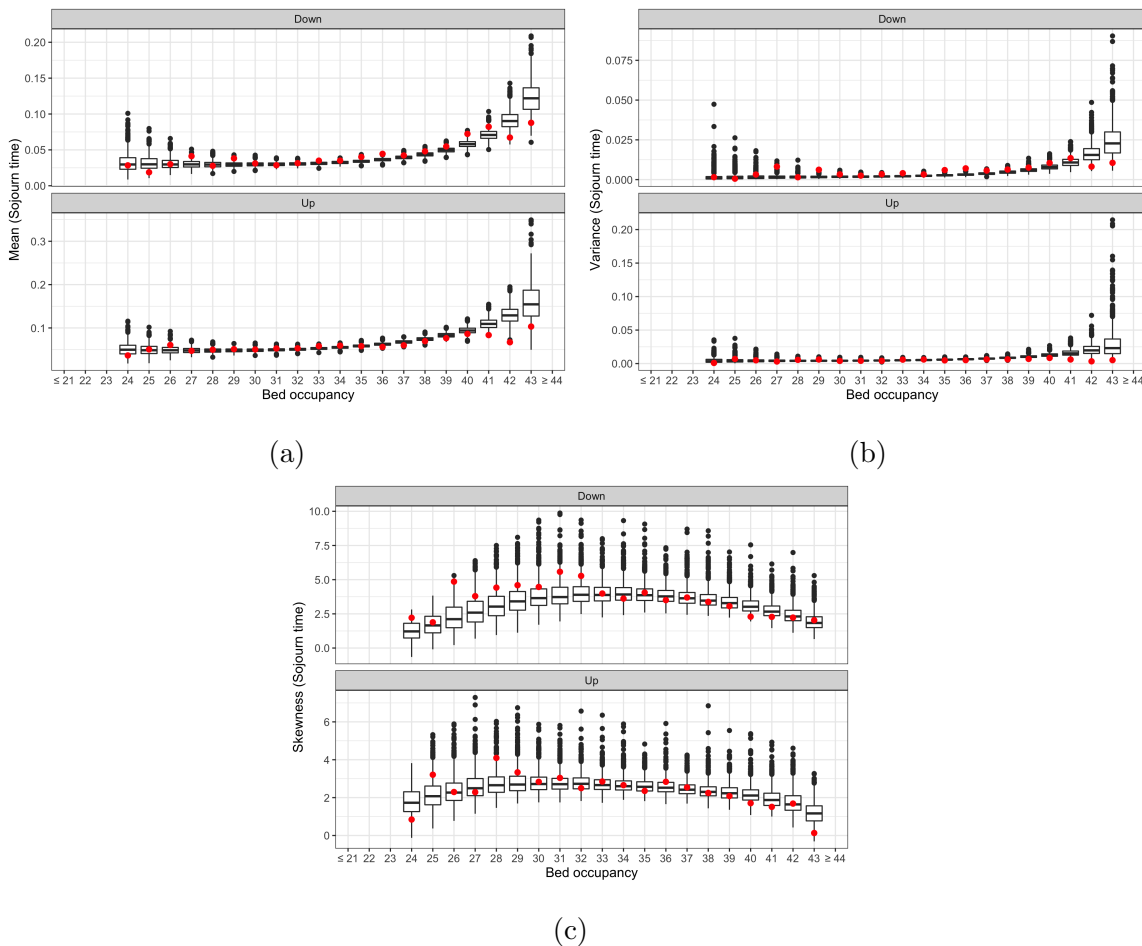 Down
Mean (Sojourn time)
0.20
0.15
0.10
0.05
0.00
Up
0.3
0.2
0.1
≤ 21 22 23 24 25 26 27 28 29 30 31 32 33 34 35 36 37 38 39 40 41 42 43 ≥ 44
Bed occupancy
(a)
Down
Variance (Sojourn time)
0.075
0.050
0.025
0.000
Up
0.20
0.15
0.10
0.05
0.00
≤ 21 22 23 24 25 26 27 28 29 30 31 32 33 34 35 36 37 38 39 40 41 42 43 ≥ 44
Bed occupancy
(b)
Down
Skewness (Sojourn time)
10.0
7.5
5.0
2.5
0.0
Up
6
4
2
0
≤ 21 22 23 24 25 26 27 28 29 30 31 32 33 34 35 36 37 38 39 40 41 42 43 ≥ 44
Bed occupancy
(c)